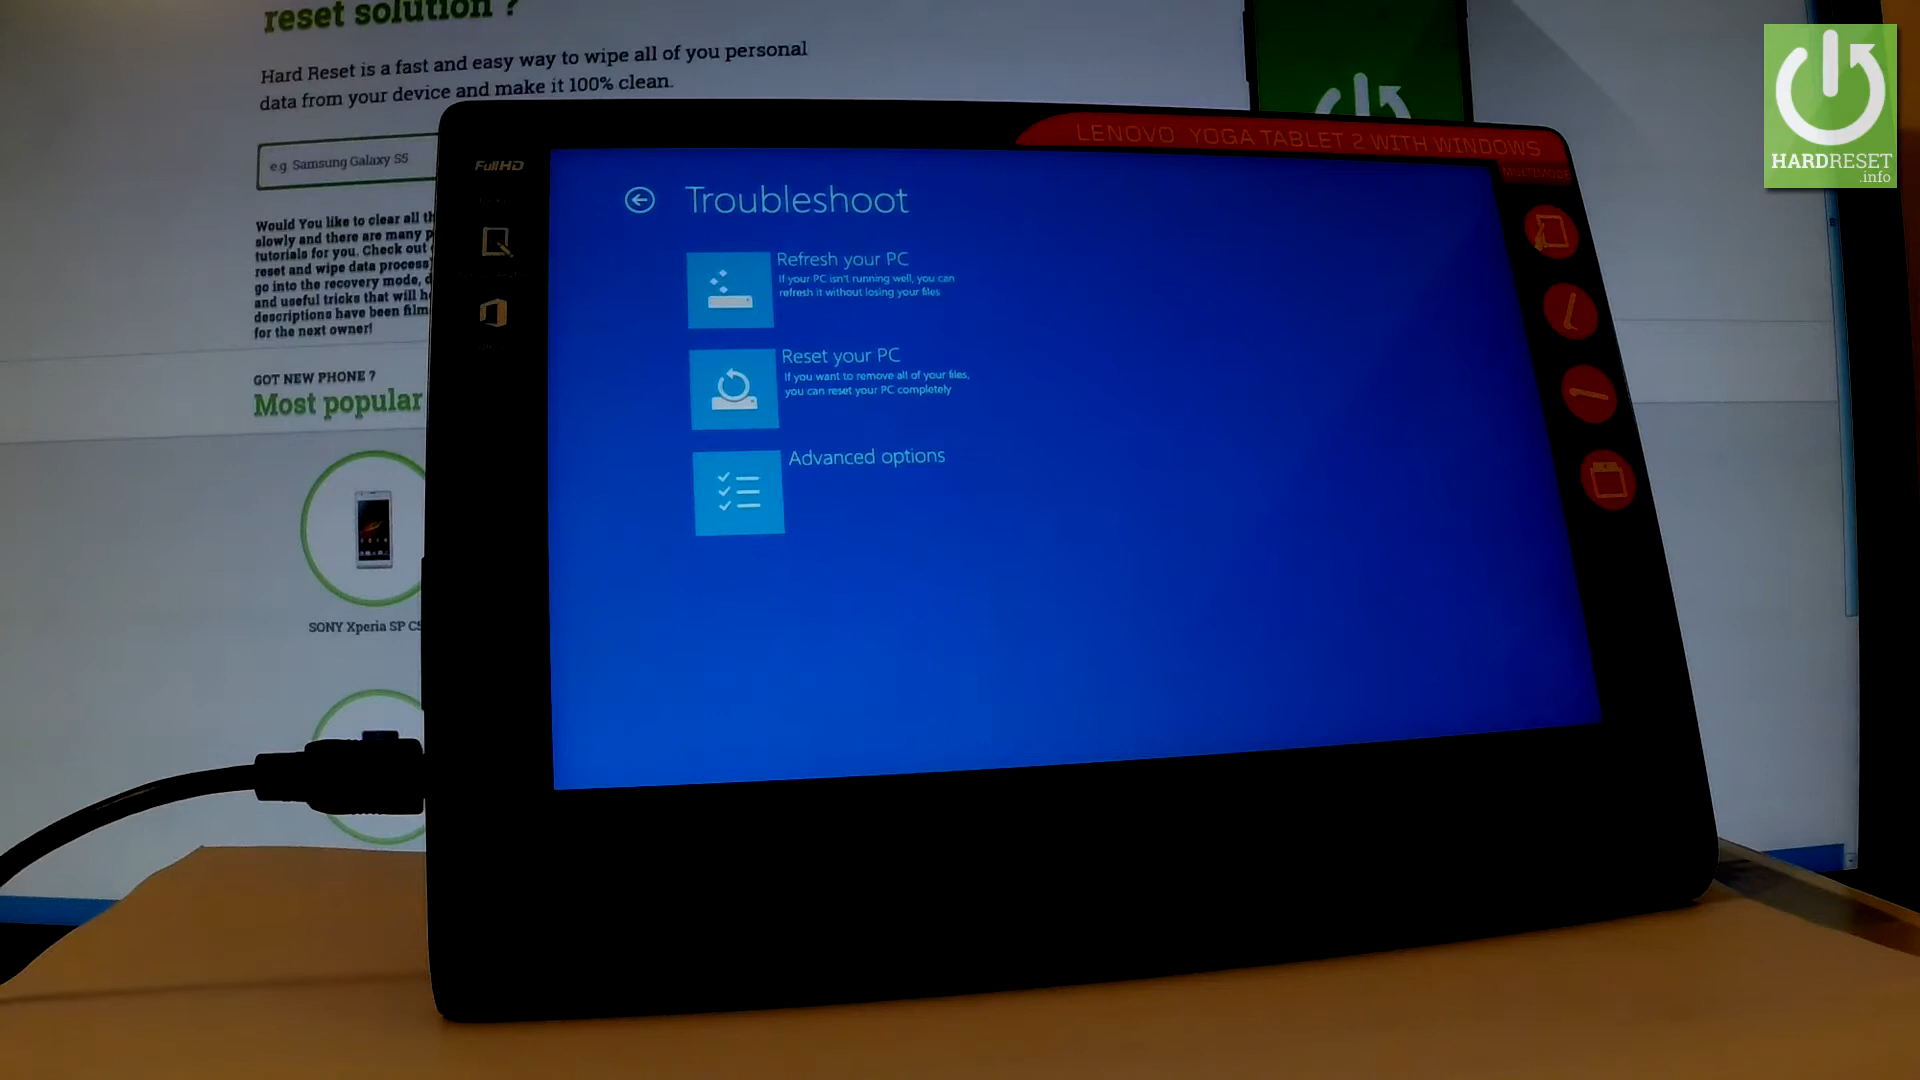 reset solution ?
Hard Reset is a fast and easy way to wipe all of you personal
data from your device and make it 100% clean.
e.g. Samsung Galaxy S5
Would You like to clear all th
slowly and there are many p
tutorials for you. Check out
reset and wipe data process)
go into the recovery mode, d
and useful tricks that will h
descriptions have been film
for the next owner!
GOT NEW PHONE ?
Most popular
SONY Xperia SP C5
Full HD
LENOVO YOGA TABLET 2 WITH WINDOWS
MULTIMODE
Troubleshoot
Refresh your PC
If your PC isn't running well, you can
refresh it without losing your files
Reset your PC
If you want to remove all of your files,
you can reset your PC completely
Advanced options
HARDRESET
.info